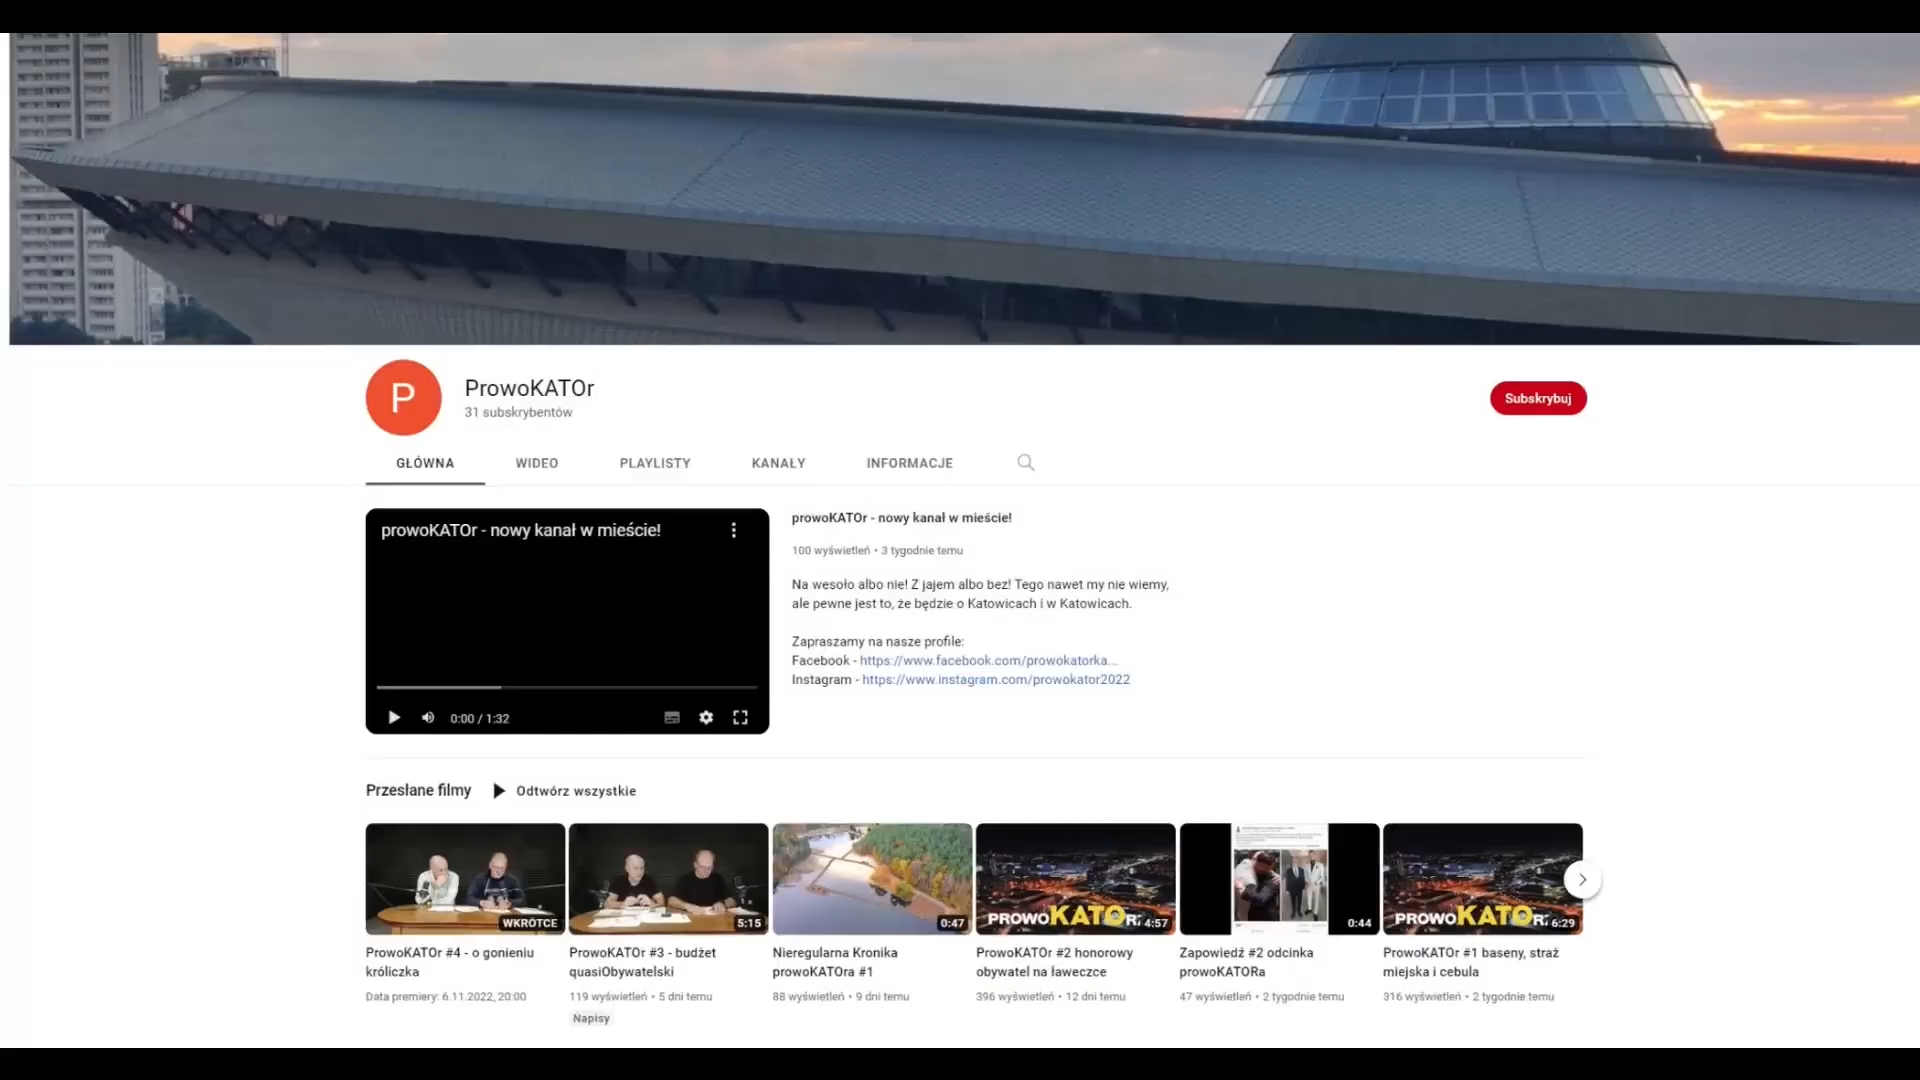 P
ProwoKATOr
31 subskrybentów
Subskrybuj
GŁÓWNA
WIDEO
PLAYLISTY
KANAŁY
INFORMACJE
prowoKATOr - nowy kanał w mieście!
0:00 / 1:32
prowoKATOr - nowy kanał w mieście!
100 wyświetleń • 3 tygodnie temu
Na wesoło albo nie! Z jajem albo bez! Tego nawet my nie wiemy,
ale pewne jest to, że będzie o Katowicach i w Katowicach.
Zapraszamy na nasze profile:
Facebook - https://www.facebook.com/prowokatorka...
Instagram - https://www.instagram.com/prowokator2022
Przesłane filmy
Odtwórz wszystkie
WKRÓTCE
ProwoKATOr #4 - o gonieniu
króliczka
Data premiery: 6.11.2022, 20:00
5:15
ProwoKATOr #3 - budżet
quasiObywatelski
119 wyświetleń • 5 dni temu
Napisy
0:47
Nieregularna Kronika
prowoKATOra #1
88 wyświetleń • 9 dni temu
PROWOKATOR
4:57
ProwoKATOr #2 honorowy
obywatel na ławeczce
396 wyświetleń • 12 dni temu
0:44
Zapowiedź #2 odcinka
prowoKATORa
47 wyświetleń • 2 tygodnie temu
PROWOKATOR
6:29
ProwoKATOr #1 baseny, straż
miejska i cebula
316 wyświetleń • 2 tygodnie temu